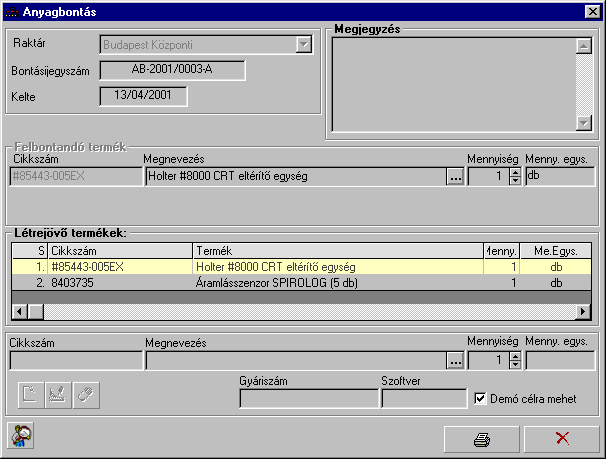 Anyagbontás
Raktár
Budapest Központi
Bontásijegyszám
AB-2001/0003-A
Kelte
13/04/2001
Megjegyzés
Felbontandó termék
Cikkszám Megnevezés Mennyiség Menny. egys.
#85443-005EX Holter #8000 CRT eltérítő egység ... 1 db
Létrejövő termékek:
S Cikkszám Termék Menny. Me.Egys.
1. #85443-005EX Holter #8000 CRT eltérítő egység 1 db
2. 8403735 Áramlásszenzor SPIROLOG (5 db) 1 db
Cikkszám Megnevezés Mennyiség Menny. egys.
... 1
Gyáriszám Szoftver
Demó célra mehet